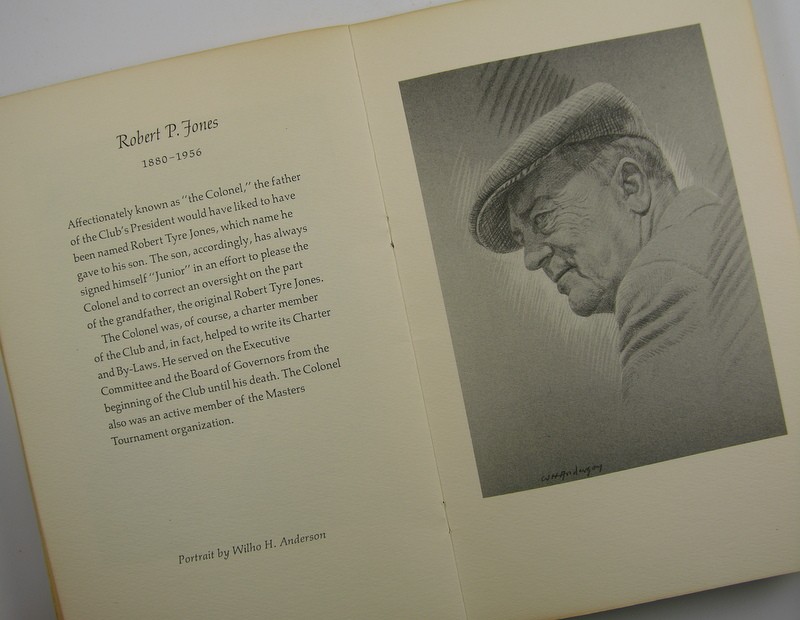 Robert P. Jones
1880–1956
Affectionately known as "the Colonel," the father
of the Club's President would have liked to have
been named Robert Tyre Jones, which name he
gave to his son. The son, accordingly, has always
signed himself "Junior" in an effort to please the
Colonel and to correct an oversight on the part
of the grandfather, the original Robert Tyre Jones.
The Colonel was, of course, a charter member
of the Club and, in fact, helped to write its Charter
and By-Laws. He served on the Executive
Committee and the Board of Governors from the
beginning of the Club until his death. The Colonel
also was an active member of the Masters
Tournament organization.
Portrait by Wilho H. Anderson
WHAnderson